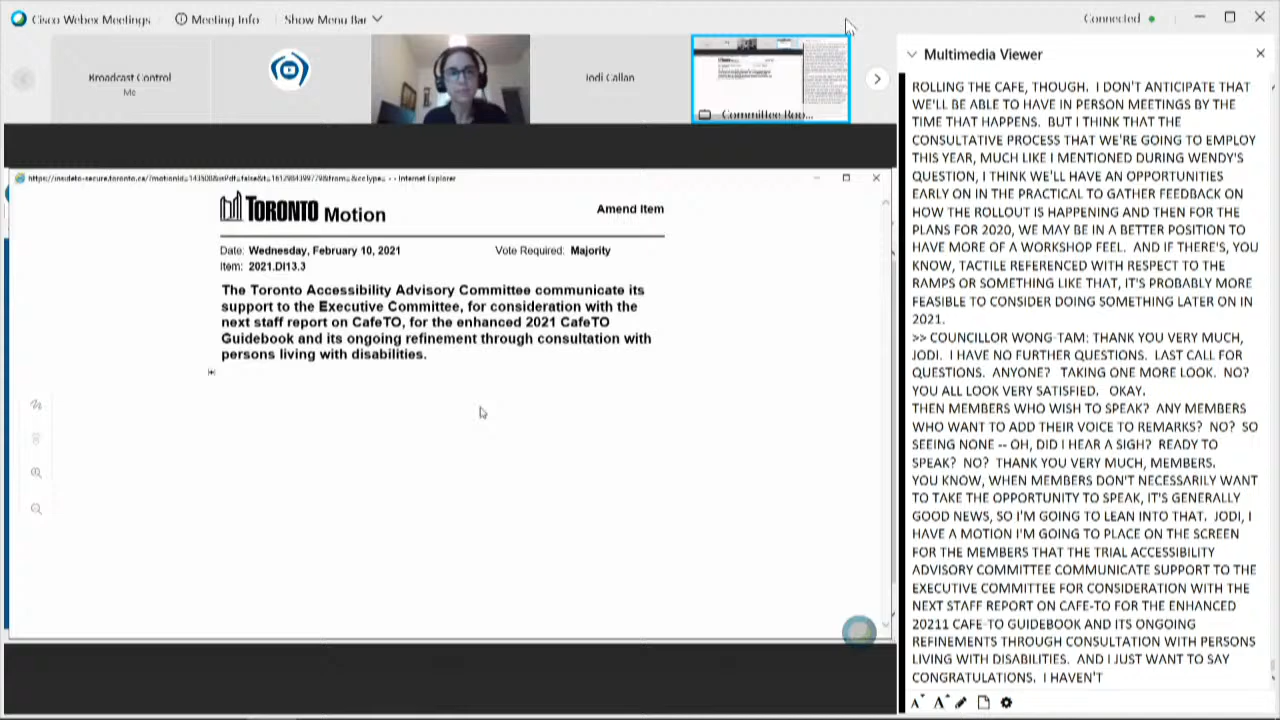 Cisco Webex Meetings
Meeting Info
Show Menu Bar
Connected
Broadcast Control
Jodi Callan
Committee Roo...
- Internet Explorer
TORONTO Motion
Amend Item
Date: Wednesday, February 10, 2021
Vote Required: Majority
Item: 2021.DI13.3
The Toronto Accessibility Advisory Committee communicate its
support to the Executive Committee, for consideration with the
next staff report on CafeTO, for the enhanced 2021 CafeTO
Guidebook and its ongoing refinement through consultation with
persons living with disabilities.
Multimedia Viewer
ROLLING THE CAFE, THOUGH. I DON'T ANTICIPATE THAT
WE'LL BE ABLE TO HAVE IN PERSON MEETINGS BY THE
TIME THAT HAPPENS. BUT I THINK THAT THE
CONSULTATIVE PROCESS THAT WE'RE GOING TO EMPLOY
THIS YEAR, MUCH LIKE I MENTIONED DURING WENDY'S
QUESTION, I THINK WE'LL HAVE AN OPPORTUNITIES
EARLY ON IN THE PRACTICAL TO GATHER FEEDBACK ON
HOW THE ROLLOUT IS HAPPENING AND THEN FOR THE
PLANS FOR 2020, WE MAY BE IN A BETTER POSITION TO
HAVE MORE OF A WORKSHOP FEEL. AND IF THERE'S, YOU
KNOW, TACTILE REFERENCED WITH RESPECT TO THE
RAMPS OR SOMETHING LIKE THAT, IT'S PROBABLY MORE
FEASIBLE TO CONSIDER DOING SOMETHING LATER ON IN
2021.
>> COUNCILLOR WONG-TAM: THANK YOU VERY MUCH,
JODI. I HAVE NO FURTHER QUESTIONS. LAST CALL FOR
QUESTIONS. ANYONE? TAKING ONE MORE LOOK. NO?
YOU ALL LOOK VERY SATISFIED. OKAY.
THEN MEMBERS WHO WISH TO SPEAK? ANY MEMBERS
WHO WANT TO ADD THEIR VOICE TO REMARKS? NO? SO
SEEING NONE -- OH, DID I HEAR A SIGH? READY TO
SPEAK? NO? THANK YOU VERY MUCH, MEMBERS.
YOU KNOW, WHEN MEMBERS DON'T NECESSARILY WANT
TO TAKE THE OPPORTUNITY TO SPEAK, IT'S GENERALLY
GOOD NEWS, SO I'M GOING TO LEAN INTO THAT. JODI, I
HAVE A MOTION I'M GOING TO PLACE ON THE SCREEN
FOR THE MEMBERS THAT THE TRIAL ACCESSIBILITY
ADVISORY COMMITTEE COMMUNICATE SUPPORT TO THE
EXECUTIVE COMMITTEE FOR CONSIDERATION WITH THE
NEXT STAFF REPORT ON CAFE-TO FOR THE ENHANCED
20211 CAFE-TO GUIDEBOOK AND ITS ONGOING
REFINEMENTS THROUGH CONSULTATION WITH PERSONS
LIVING WITH DISABILITIES. AND I JUST WANT TO SAY
CONGRATULATIONS. I HAVEN'T